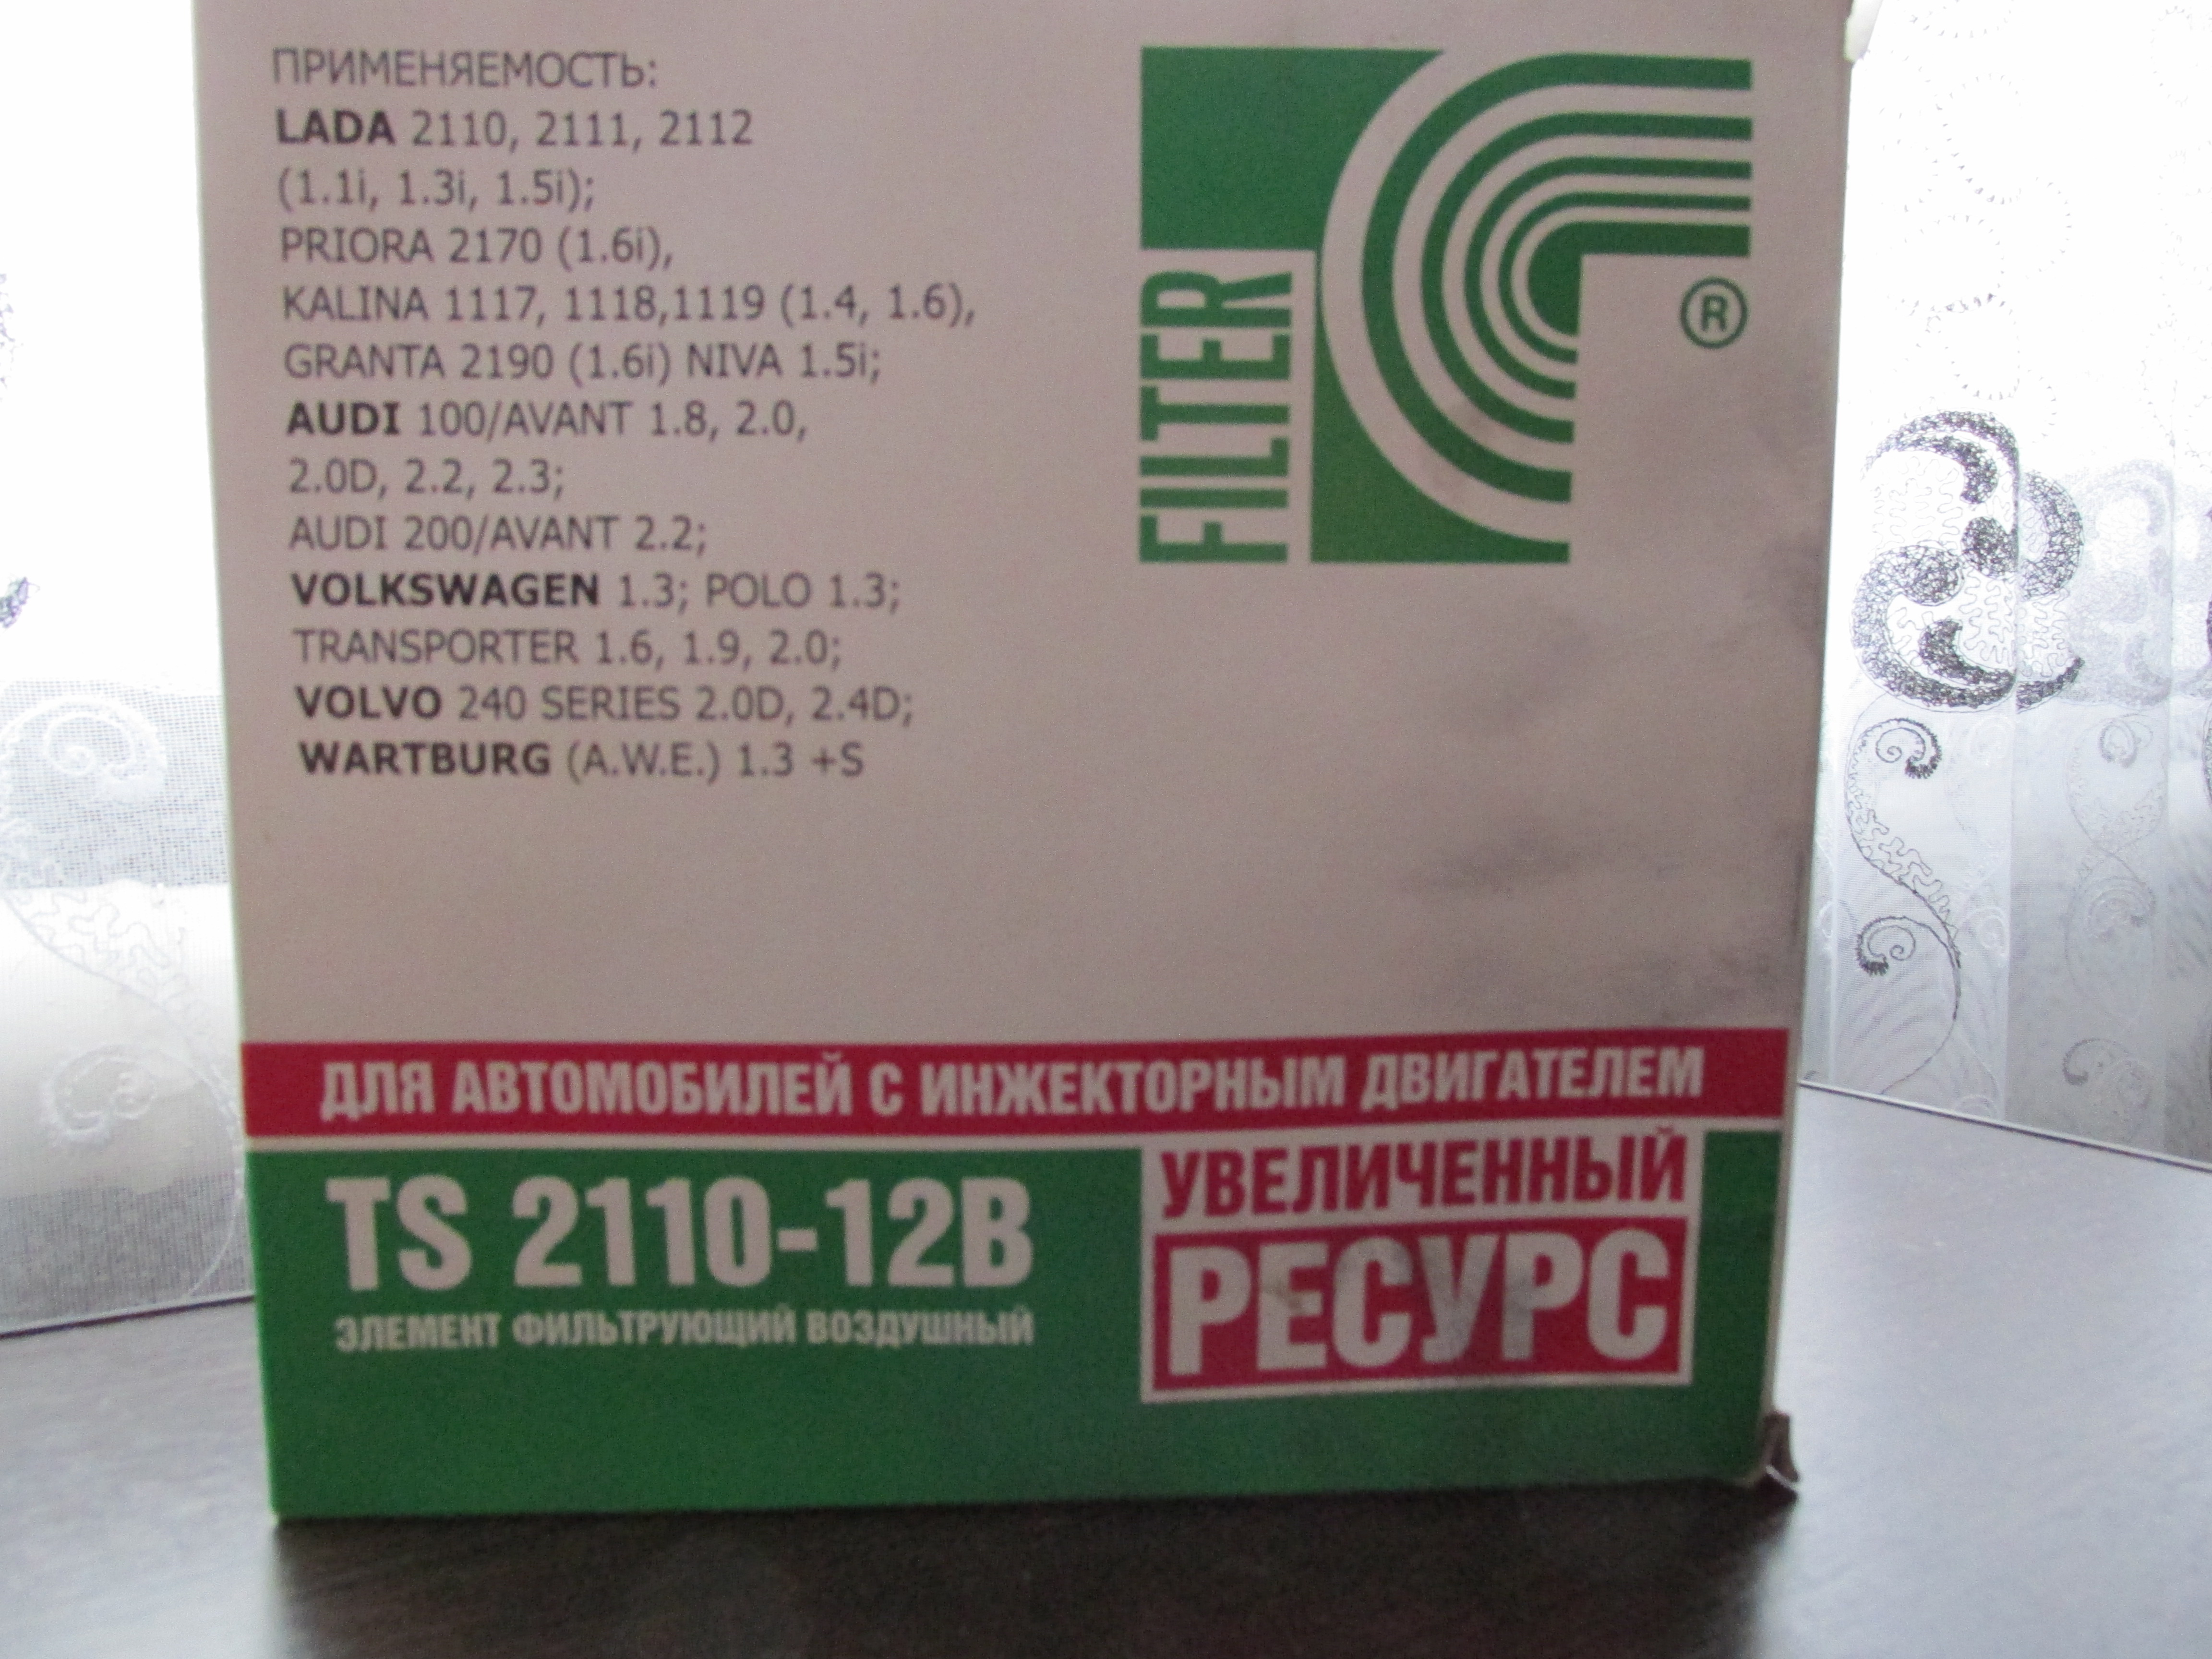 ПРИМЕНЯЕМОСТЬ:
LADA 2110, 2111, 2112
(1.1i, 1.3i, 1.5i);
PRIORA 2170 (1.6i),
KALINA 1117, 1118,1119 (1.4, 1.6),
GRANTA 2190 (1.6i) NIVA 1.5i;
AUDI 100/AVANT 1.8, 2.0,
2.0D, 2.2, 2.3;
AUDI 200/AVANT 2.2;
VOLKSWAGEN 1.3; POLO 1.3;
TRANSPORTER 1.6, 1.9, 2.0;
VOLVO 240 SERIES 2.0D, 2.4D;
WARTBURG (A.W.E.) 1.3 +S
FILTER
®
ДЛЯ АВТОМОБИЛЕЙ С ИНЖЕКТОРНЫМ ДВИГАТЕЛЕМ
TS 2110-12В
ЭЛЕМЕНТ ФИЛЬТРУЮЩИЙ ВОЗДУШНЫЙ
УВЕЛИЧЕННЫЙ
РЕСУРС